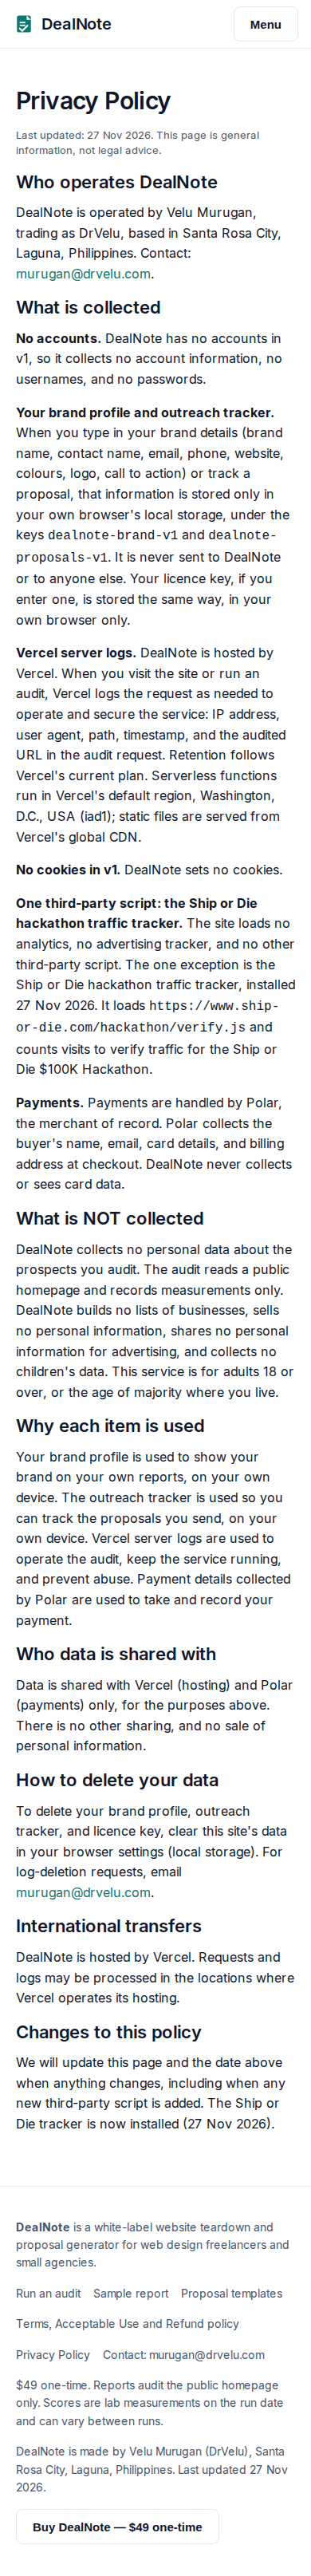 DealNote
Menu
Privacy Policy
Last updated: 27 Nov 2026. This page is general
information, not legal advice.
Who operates DealNote
DealNote is operated by Velu Murugan,
trading as DrVelu, based in Santa Rosa City,
Laguna, Philippines. Contact:
murugan@drvelu.com.
What is collected
No accounts. DealNote has no accounts in
v1, so it collects no account information, no
usernames, and no passwords.
Your brand profile and outreach tracker.
When you type in your brand details (brand
name, contact name, email, phone, website,
colours, logo, call to action) or track a
proposal, that information is stored only in
your own browser's local storage, under the
keys dealnote-brand-v1 and dealnote-
proposals-v1. It is never sent to DealNote
or to anyone else. Your licence key, if you
enter one, is stored the same way, in your
own browser only.
Vercel server logs. DealNote is hosted by
Vercel. When you visit the site or run an
audit, Vercel logs the request as needed to
operate and secure the service: IP address,
user agent, path, timestamp, and the audited
URL in the audit request. Retention follows
Vercel's current plan. Serverless functions
run in Vercel's default region, Washington,
D.C., USA (iad1); static files are served from
Vercel's global CDN.
No cookies in v1. DealNote sets no cookies.
One third-party script: the Ship or Die
hackathon traffic tracker. The site loads no
analytics, no advertising tracker, and no other
third-party script. The one exception is the
Ship or Die hackathon traffic tracker, installed
27 Nov 2026. It loads https://www.ship-
or-die.com/hackathon/verify.js and
counts visits to verify traffic for the Ship or
Die $100K Hackathon.
Payments. Payments are handled by Polar,
the merchant of record. Polar collects the
buyer's name, email, card details, and billing
address at checkout. DealNote never collects
or sees card data.
What is NOT collected
DealNote collects no personal data about the
prospects you audit. The audit reads a public
homepage and records measurements only.
DealNote builds no lists of businesses, sells
no personal information, shares no personal
information for advertising, and collects no
children's data. This service is for adults 18 or
over, or the age of majority where you live.
Why each item is used
Your brand profile is used to show your
brand on your own reports, on your own
device. The outreach tracker is used so you
can track the proposals you send, on your
own device. Vercel server logs are used to
operate the audit, keep the service running,
and prevent abuse. Payment details collected
by Polar are used to take and record your
payment.
Who data is shared with
Data is shared with Vercel (hosting) and Polar
(payments) only, for the purposes above.
There is no other sharing, and no sale of
personal information.
How to delete your data
To delete your brand profile, outreach
tracker, and licence key, clear this site's data
in your browser settings (local storage). For
log-deletion requests, email
murugan@drvelu.com.
International transfers
DealNote is hosted by Vercel. Requests and
logs may be processed in the locations where
Vercel operates its hosting.
Changes to this policy
We will update this page and the date above
when anything changes, including when any
new third-party script is added. The Ship or
Die tracker is now installed (27 Nov 2026).
DealNote is a white-label website teardown and
proposal generator for web design freelancers and
small agencies.
Run an audit Sample report Proposal templates
Terms, Acceptable Use and Refund policy
Privacy Policy Contact: murugan@drvelu.com
$49 one-time. Reports audit the public homepage
only. Scores are lab measurements on the run date
and can vary between runs.
DealNote is made by Velu Murugan (DrVelu), Santa
Rosa City, Laguna, Philippines. Last updated 27 Nov
2026.
Buy DealNote — $49 one-time